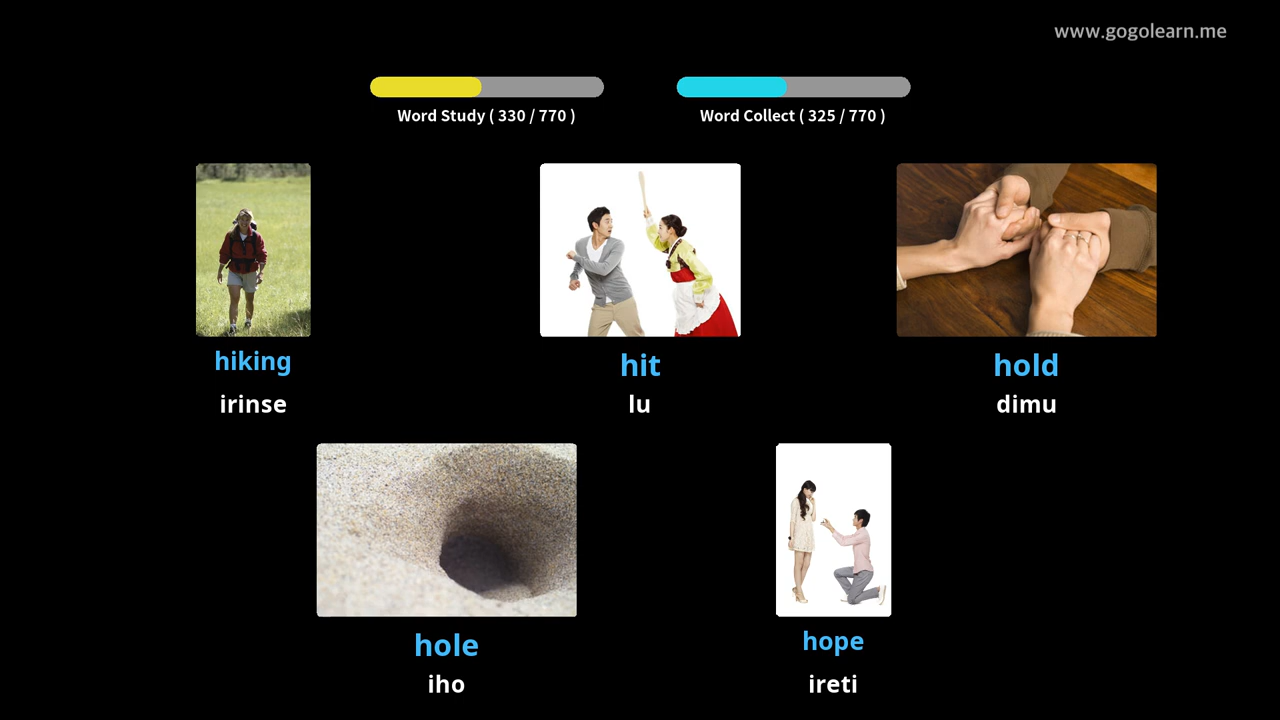 www.gogolearn.me
Word Study ( 330 / 770 )
Word Collect ( 325 / 770 )
hiking
irinse
hit
lu
hold
dimu
hole
iho
hope
ireti